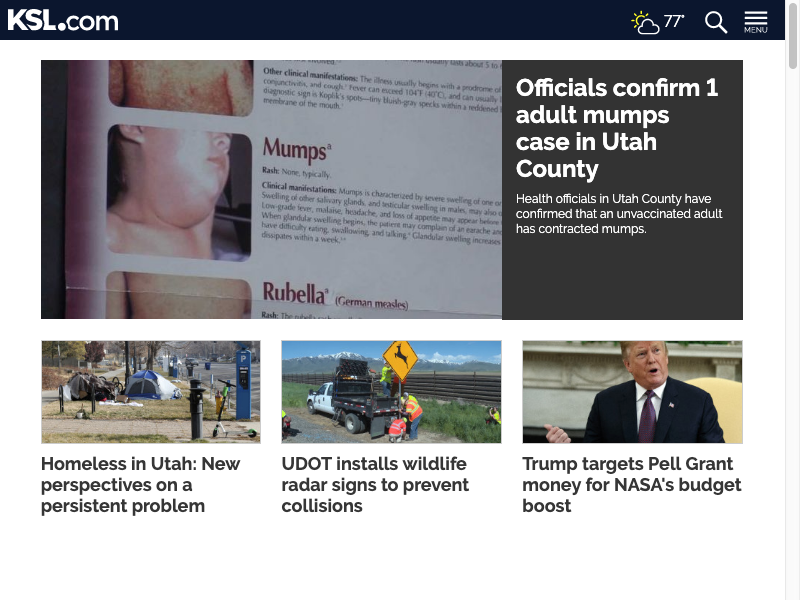 KSL.com
77°
MENU
Other clinical manifestations: The illness usually begins with a prodrome of
conjunctivitis, and cough. Fever can exceed 104°F (40°C), and can usually l
diagnostic sign is Koplik's spots—tiny bluish-gray specks within a reddened
membrane of the mouth.
Mumpsa
Rash: None, typically.
Clinical manifestations: Mumps is characterized by severe swelling of one or
Swelling of other salivary glands, and testicular swelling in males, may also o
Low-grade fever, malaise, headache, and loss of appetite may appear before
When glandular swelling begins, the patient may complain of an earache and
have difficulty eating, swallowing, and talking. Glandular swelling increases
dissipates within a week.
Rubellaa (German measles)
Rash: The rubella
Officials confirm 1
adult mumps
case in Utah
County
Health officials in Utah County have
confirmed that an unvaccinated adult
has contracted mumps.
P
Homeless in Utah: New
perspectives on a
persistent problem
UDOT installs wildlife
radar signs to prevent
collisions
Trump targets Pell Grant
money for NASA's budget
boost